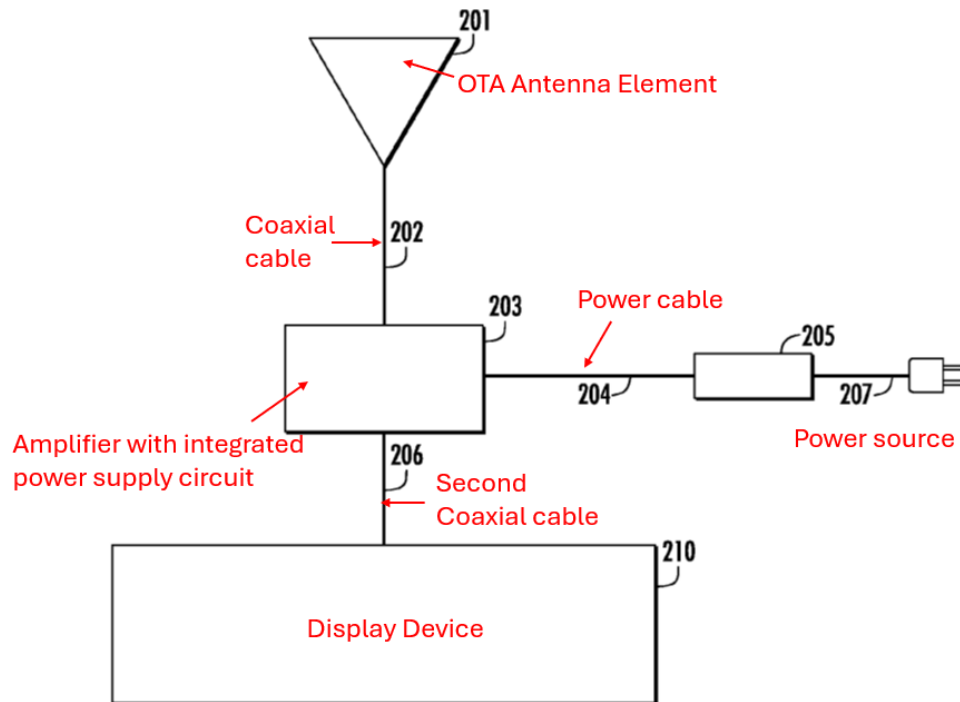 201
OTA Antenna Element
Coaxial
cable
202
203
Power cable
205
204
207
Amplifier with integrated
power supply circuit
Power source
206
Second
Coaxial cable
210
Display Device